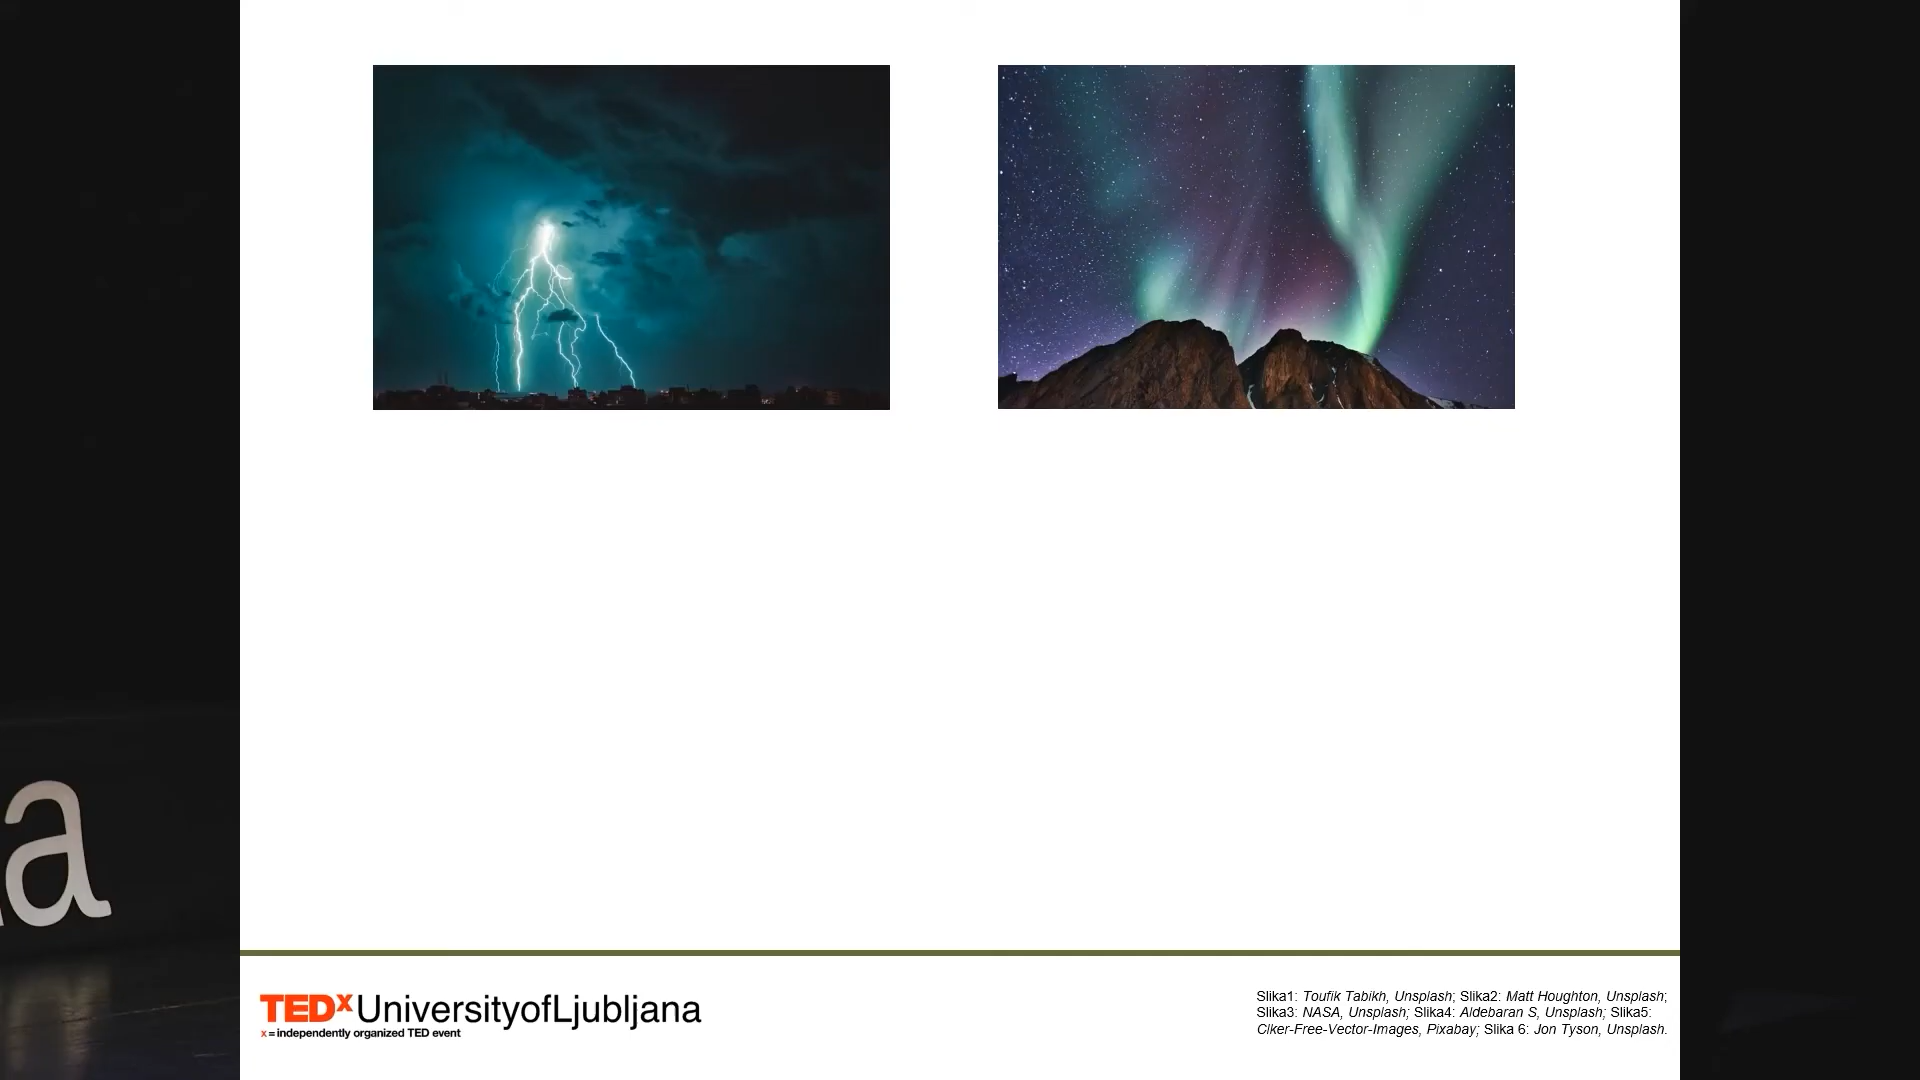 a
TEDxUniversityofLjubljana
x = independently organized TED event
Slika1: Toufik Tabikh, Unsplash; Slika2: Matt Houghton, Unsplash;
Slika3: NASA, Unsplash; Slika4: Aldebaran S, Unsplash; Slika5:
Clker-Free-Vector-Images, Pixabay; Slika 6: Jon Tyson, Unsplash.